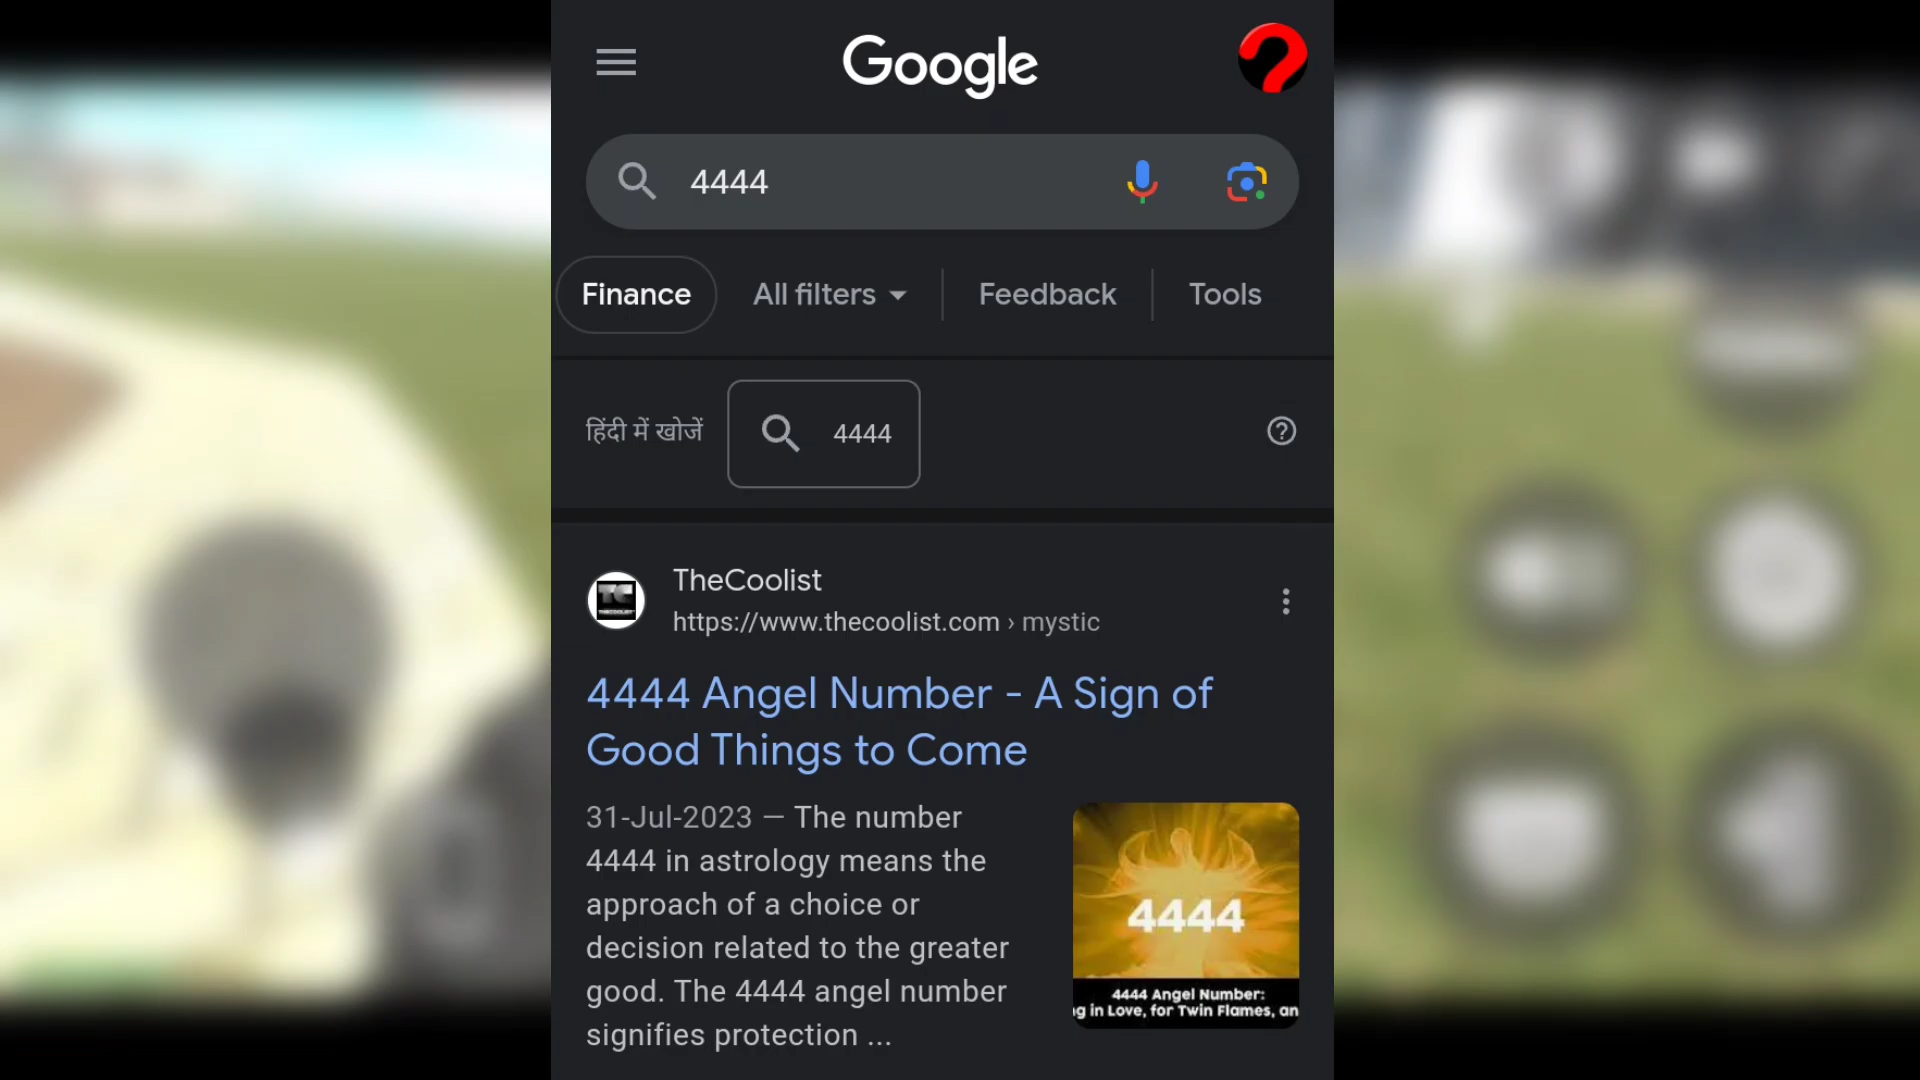 Google
4444
Finance
All filters
Feedback
Tools
हिंदी में खोजें
4444
TheCoolist
https://www.thecoolist.com › mystic
4444 Angel Number - A Sign of
Good Things to Come
31-Jul-2023 — The number
4444 in astrology means the
approach of a choice or
decision related to the greater
good. The 4444 angel number
signifies protection ...
4444
4444 Angel Number:
g in Love, for Twin Flames, an